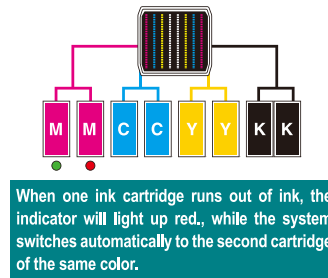 M M C C Y Y K K
When one ink cartridge runs out of ink, the
indicator will light up red., while the system
switches automatically to the second cartridge
of the same color.